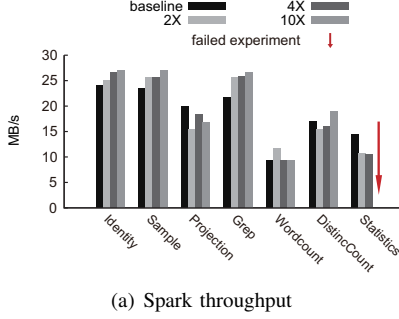 baseline 4X
2X 10X
failed experiment
30
25
20
15
10
5
0
MB/s
Identity
Sample
Projection
Grep
Wordcount
DistincCount
Statistics
(a) Spark throughput